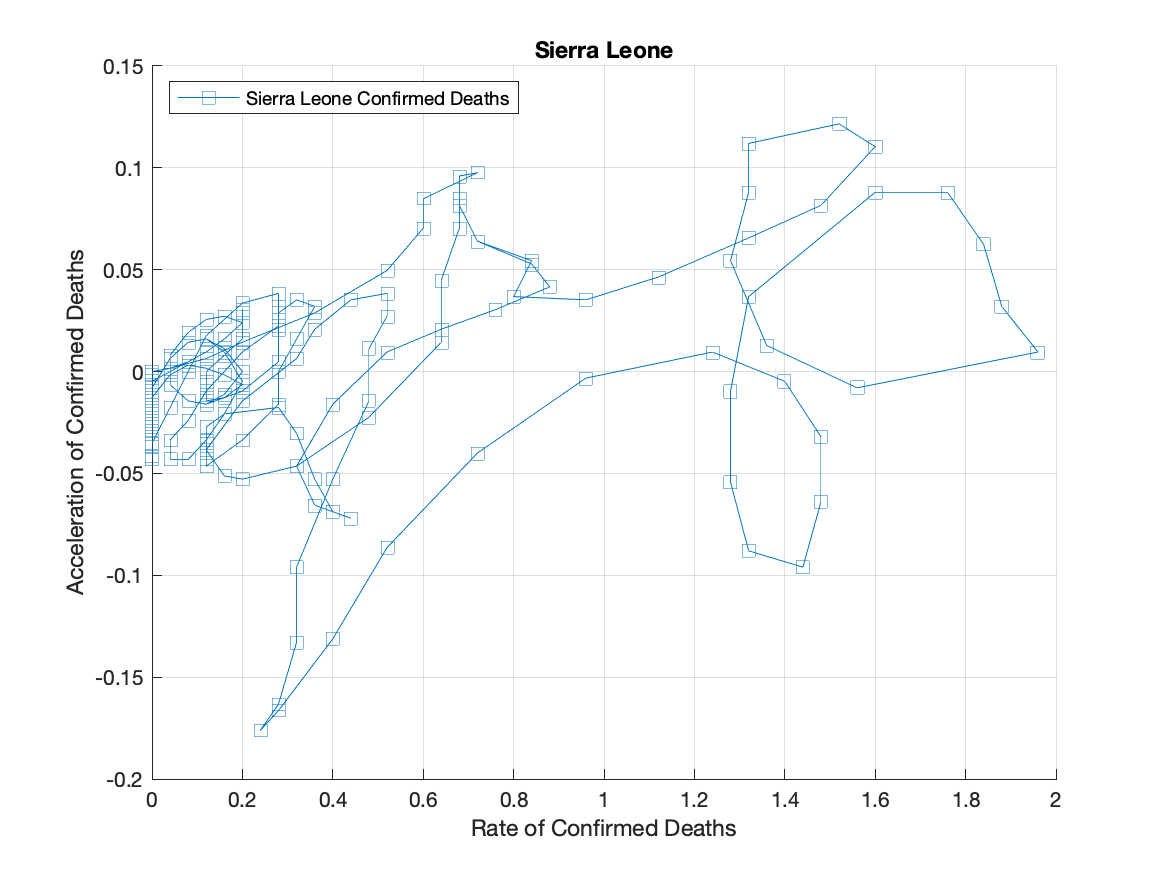 Sierra Leone
Sierra Leone Confirmed Deaths
0.15
0.1
0.05
0
-0.05
-0.1
-0.15
-0.2
Acceleration of Confirmed Deaths
0 0.2 0.4 0.6 0.8 1 1.2 1.4 1.6 1.8 2
Rate of Confirmed Deaths